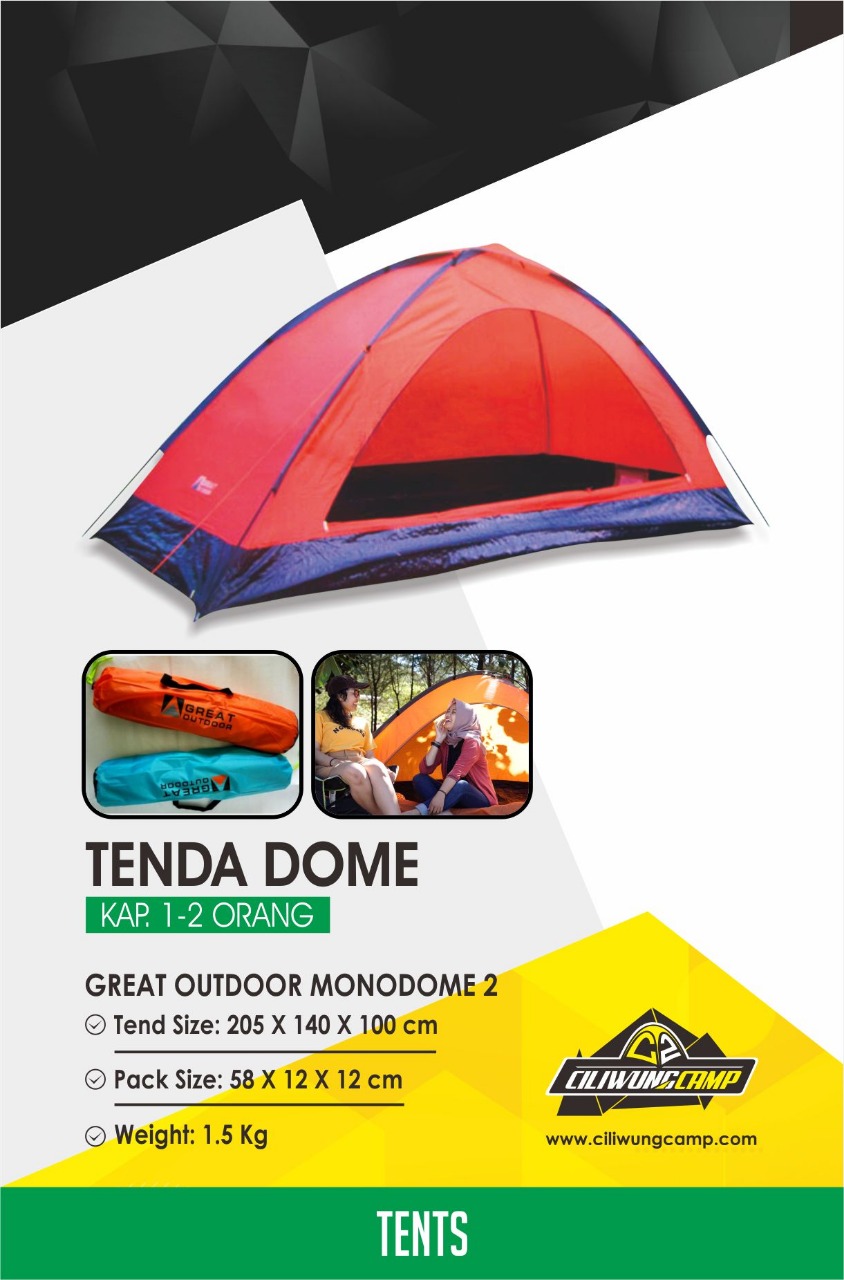 GREAT
OUTDOOR
GREAT
OUTDOOR
TENDA DOME
KAP. 1-2 ORANG
GREAT OUTDOOR MONODOME 2
Tend Size: 205 X 140 X 100 cm
Pack Size: 58 X 12 X 12 cm
Weight: 1.5 Kg
C2
CILIWUNGCAMP
www.ciliwungcamp.com
TENTS